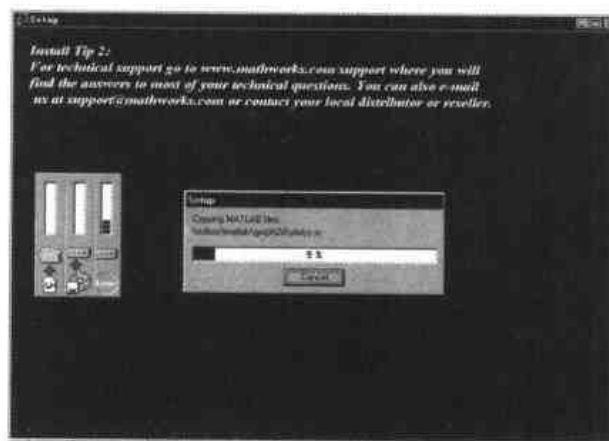 Setup
Install Tip 2:
For technical support go to www.mathworks.com support where you will
find the answers to most of your technical questions. You can also e-mail
us at support@mathworks.com or contact your local distributor or reseller.
Setup
Copying MATLAB files:
Cancel